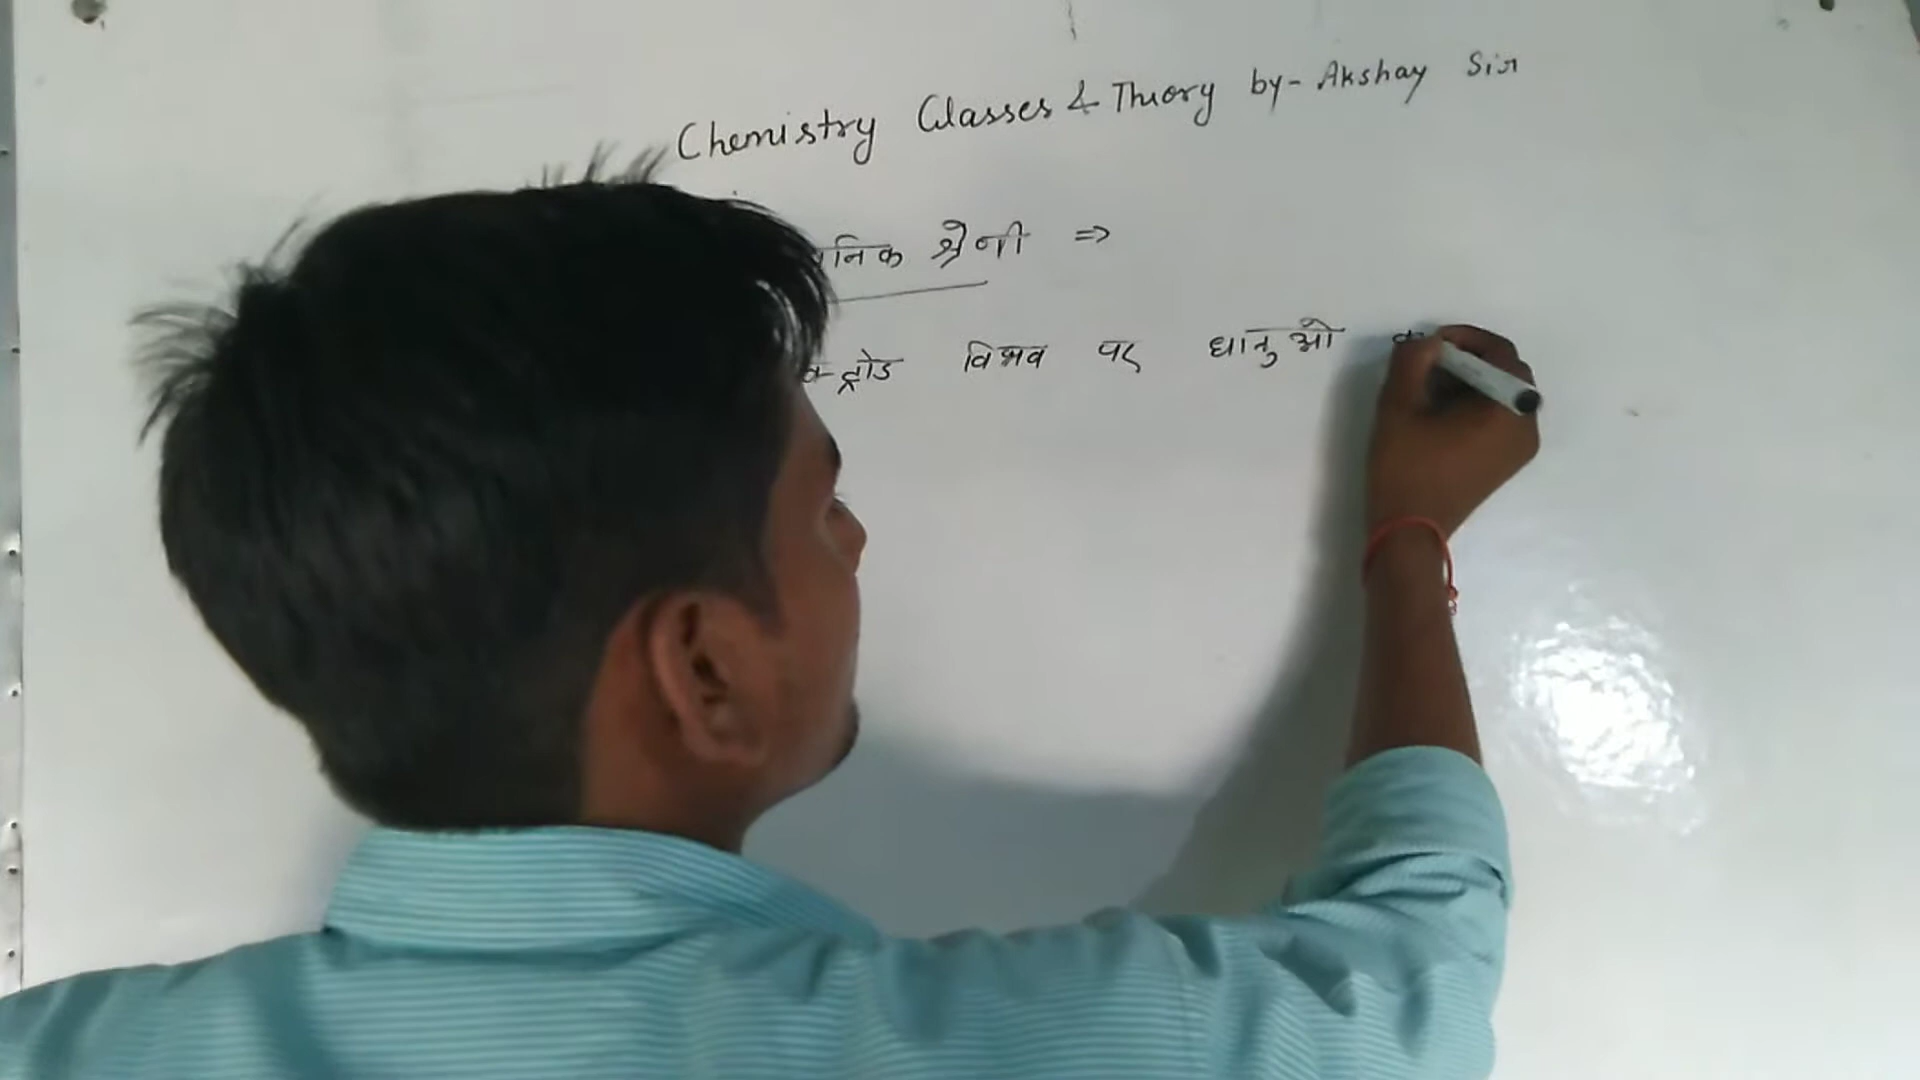 Chemistry Classes & Theory by- Akshay Sir
श्रेणी ⇒
विभव पर धातुओ